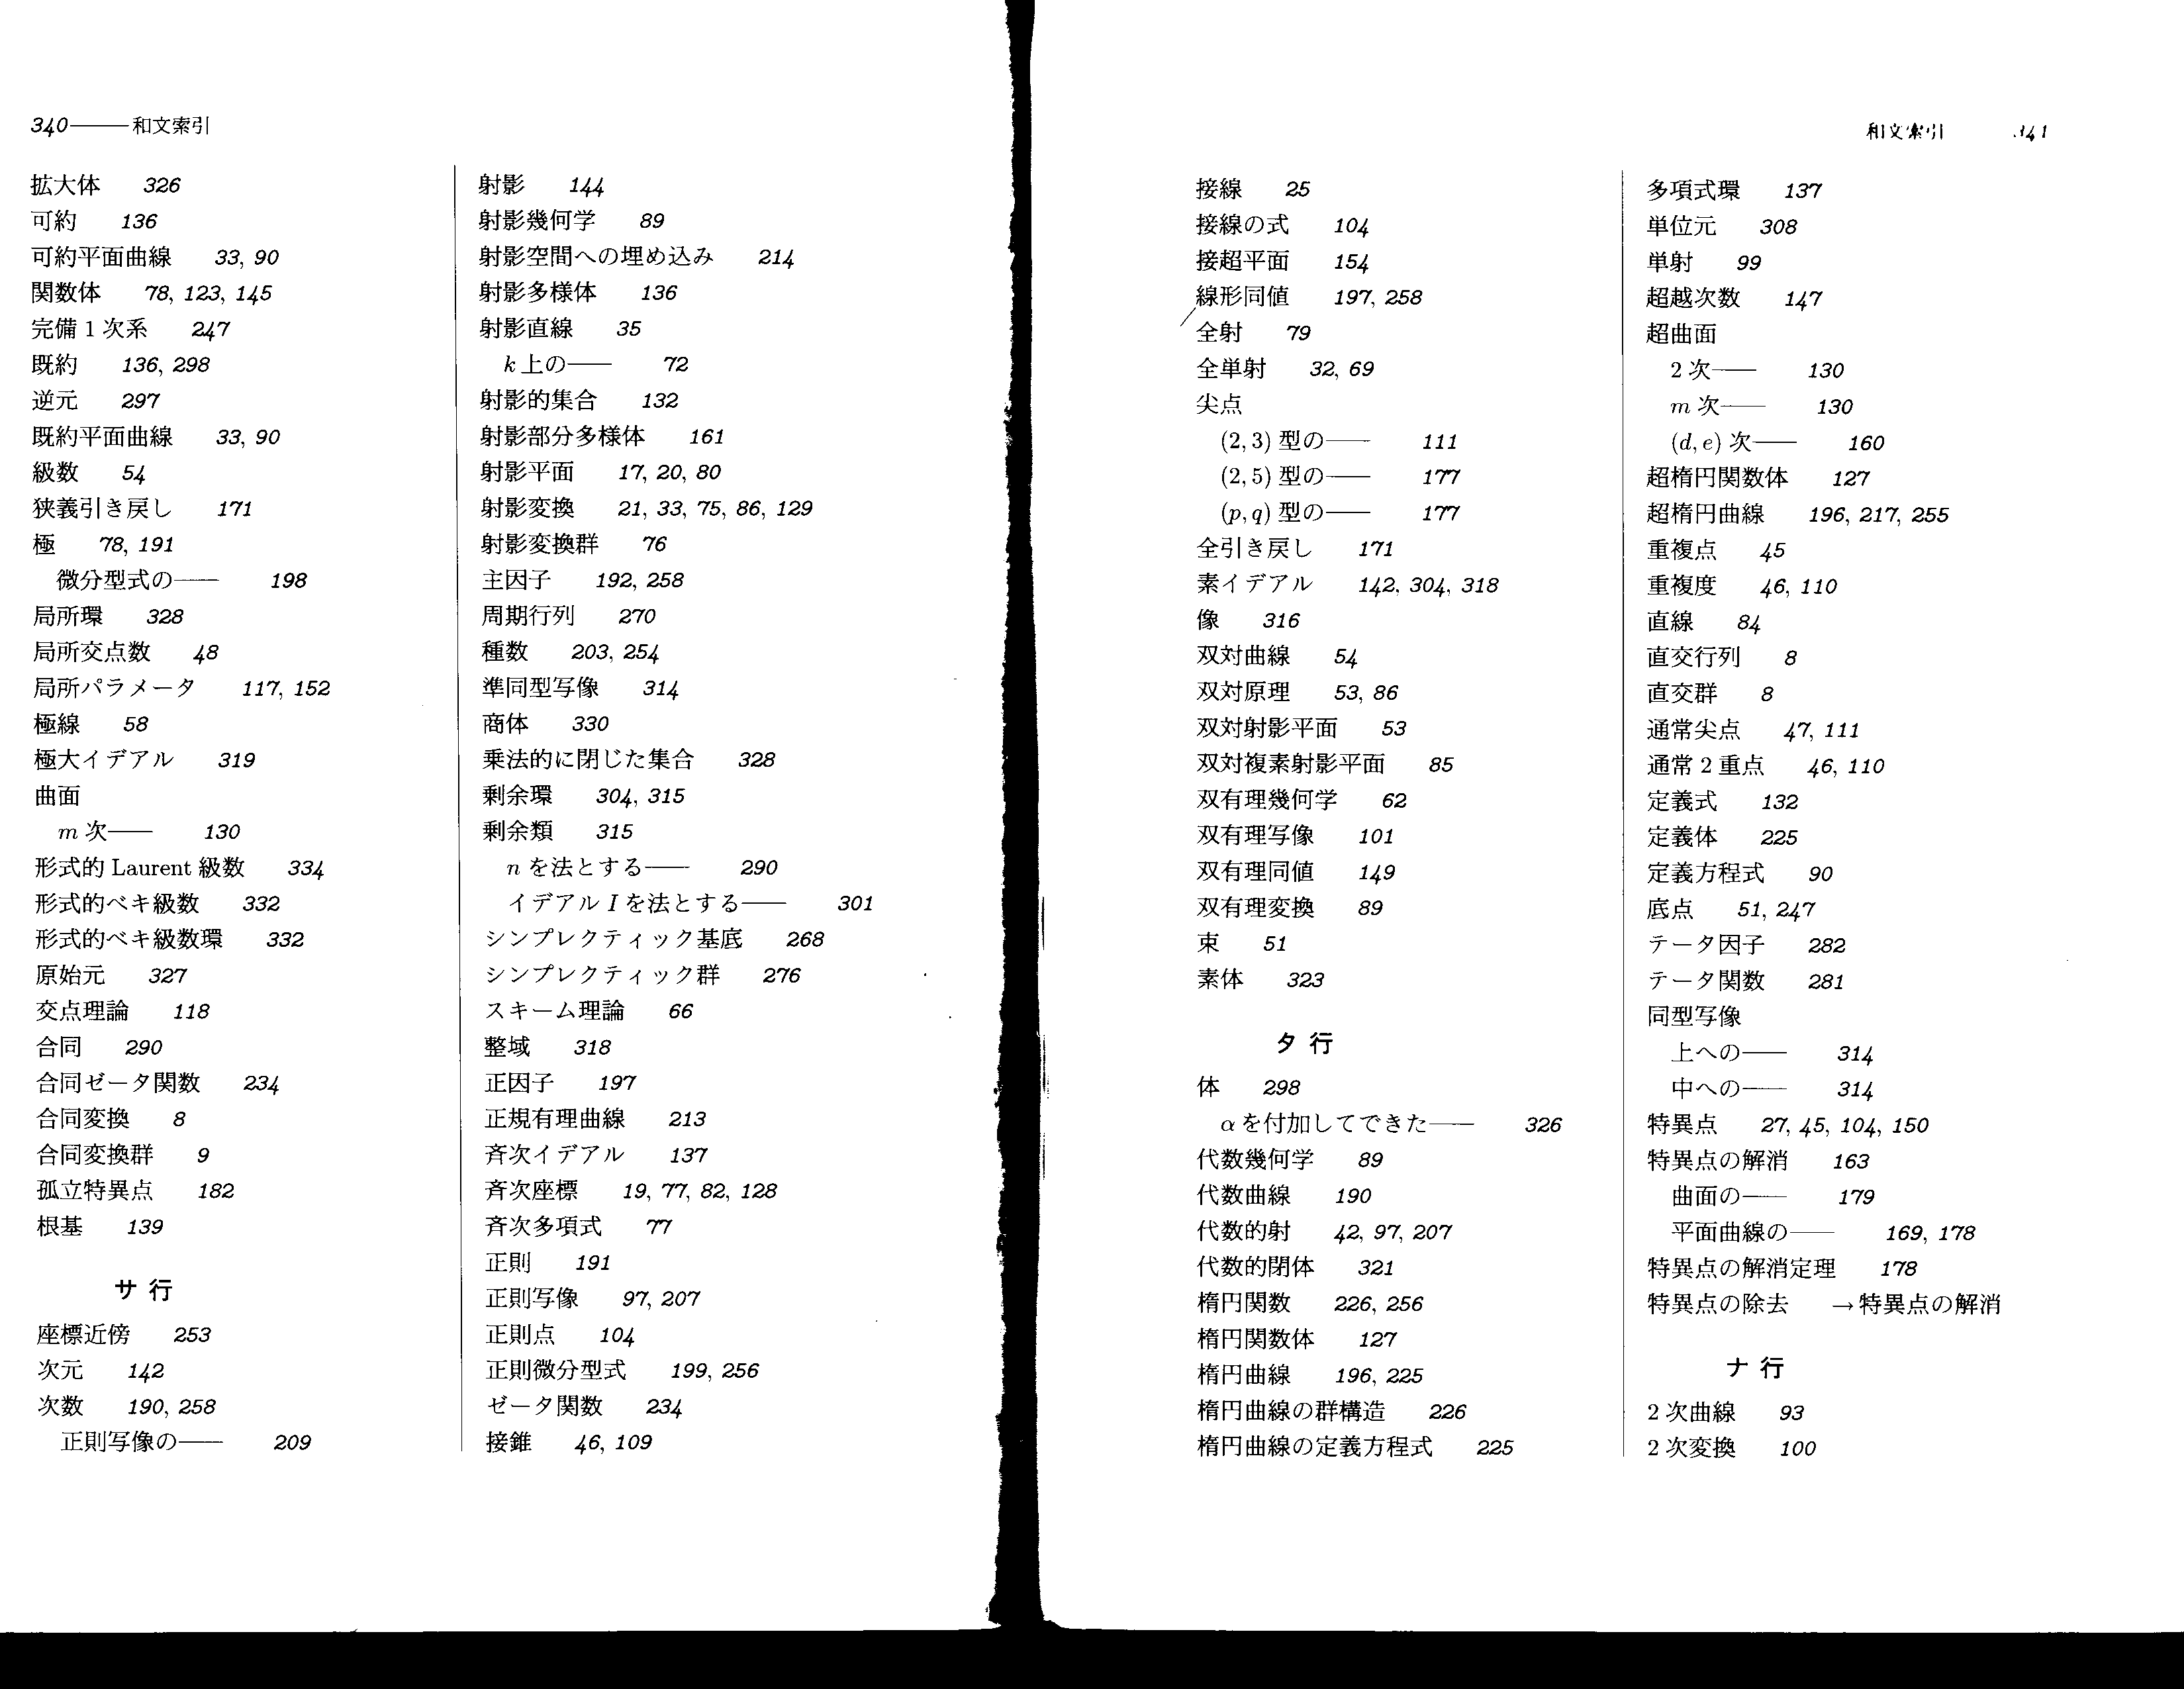 340——和文索引
拡大体 326
可約 136
可約平面曲線 33, 90
関数体 78, 123, 145
完備 1 次系 247
既約 136, 298
逆元 297
既約平面曲線 33, 90
級数 54
狭義引き戻し 171
極 78, 191
微分型式の—— 198
局所環 328
局所交点数 48
局所パラメータ 117, 152
極線 58
極大イデアル 319
曲面
m 次—— 130
形式的 Laurent 級数 334
形式的ベキ級数 332
形式的ベキ級数環 332
原始元 327
交点理論 118
合同 290
合同ゼータ関数 234
合同変換 8
合同変換群 9
孤立特異点 182
根基 139
サ 行
座標近傍 253
次元 142
次数 190, 258
正則写像の—— 209
射影 144
射影幾何学 89
射影空間への埋め込み 214
射影多様体 136
射影直線 35
k 上の—— 72
射影的集合 132
射影部分多様体 161
射影平面 17, 20, 80
射影変換 21, 33, 75, 86, 129
射影変換群 76
主因子 192, 258
周期行列 270
種数 203, 254
準同型写像 314
商体 330
乗法的に閉じた集合 328
剰余環 304, 315
剰余類 315
n を法とする—— 290
イデアル I を法とする—— 301
シンプレクティック基底 268
シンプレクティック群 276
スキーム理論 66
整域 318
正因子 197
正規有理曲線 213
斉次イデアル 137
斉次座標 19, 77, 82, 128
斉次多項式 77
正則 191
正則写像 97, 207
正則点 104
正則微分型式 199, 256
ゼータ関数 234
接錐 46, 109
和文索引 341
接線 25
接線の式 104
接超平面 154
線形同値 197, 258
全射 79
全単射 32, 69
尖点
(2, 3) 型の—— 111
(2, 5) 型の—— 177
(p, q) 型の—— 177
全引き戻し 171
素イデアル 142, 304, 318
像 316
双対曲線 54
双対原理 53, 86
双対射影平面 53
双対複素射影平面 85
双有理幾何学 62
双有理写像 101
双有理同値 149
双有理変換 89
束 51
素体 323
タ 行
体 298
α を付加してできた—— 326
代数幾何学 89
代数曲線 190
代数的射 42, 97, 207
代数的閉体 321
楕円関数 226, 256
楕円関数体 127
楕円曲線 196, 225
楕円曲線の群構造 226
楕円曲線の定義方程式 225
多項式環 137
単位元 308
単射 99
超越次数 147
超曲面
2 次—— 130
m 次—— 130
(d, e) 次—— 160
超楕円関数体 127
超楕円曲線 196, 217, 255
重複点 45
重複度 46, 110
直線 84
直交行列 8
直交群 8
通常尖点 47, 111
通常 2 重点 46, 110
定義式 132
定義体 225
定義方程式 90
底点 51, 247
テータ因子 282
テータ関数 281
同型写像
上への—— 314
中への—— 314
特異点 27, 45, 104, 150
特異点の解消 163
曲面の—— 179
平面曲線の—— 169, 178
特異点の解消定理 178
特異点の除去 →特異点の解消
ナ 行
2 次曲線 93
2 次変換 100